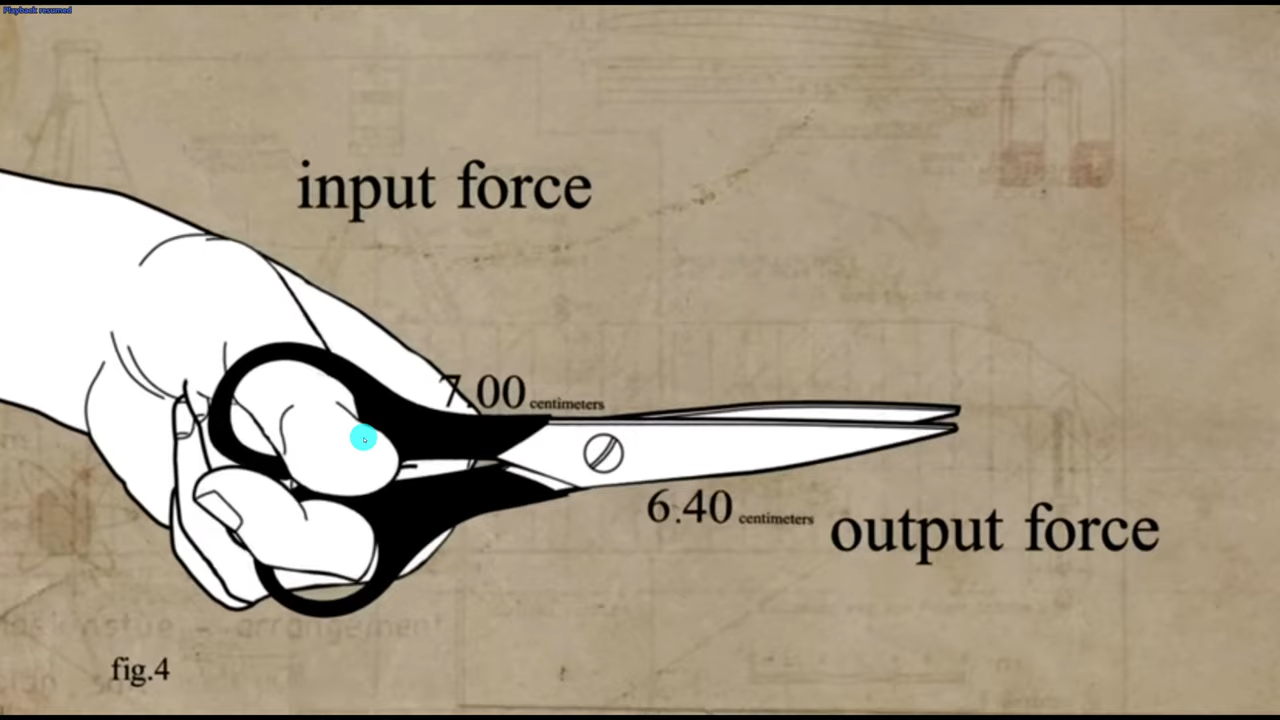 Playback resumed
input force
7.00 centimeters
6.40 centimeters
output force
fig.4